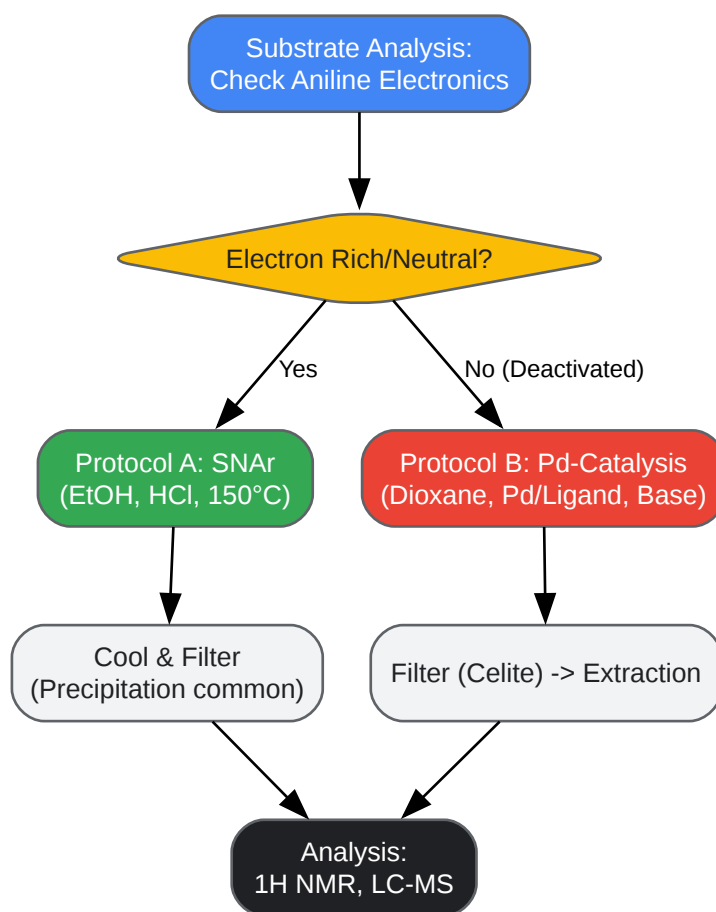 Substrate Analysis:
Check Aniline Electronics
Electron Rich/Neutral?
Yes
No (Deactivated)
Protocol A: SNAr
(EtOH, HCl, 150°C)
Protocol B: Pd-Catalysis
(Dioxane, Pd/Ligand, Base)
Cool & Filter
(Precipitation common)
Filter (Celite) -> Extraction
Analysis:
1H NMR, LC-MS